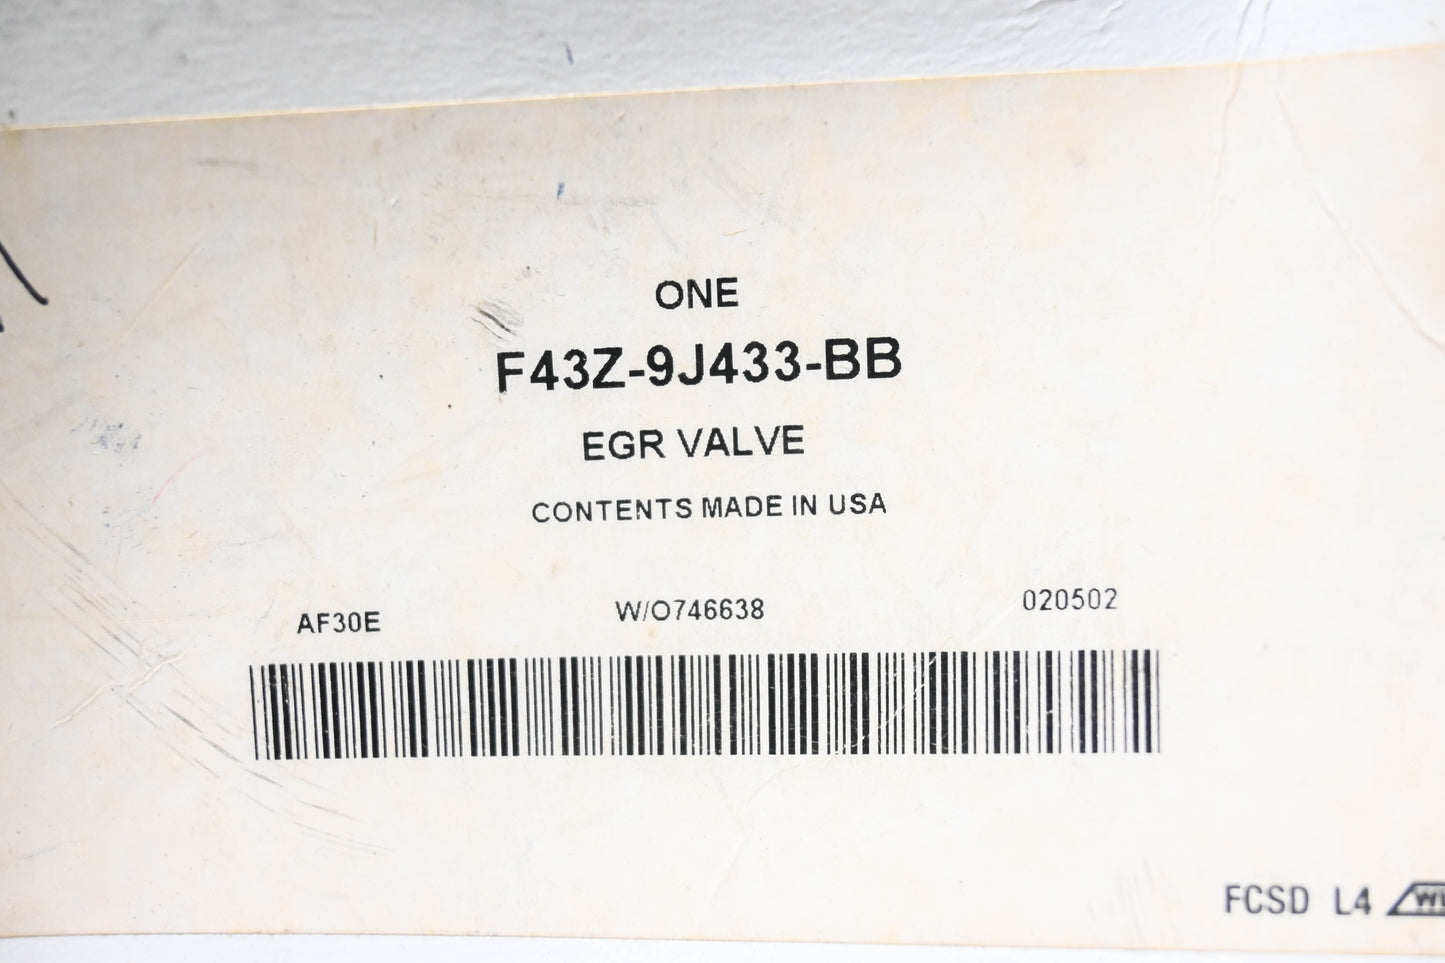 ONE
F43Z-9J433-BB
EGR VALVE
CONTENTS MADE IN USA
AF30E W/O746638 020502
FCSD L4